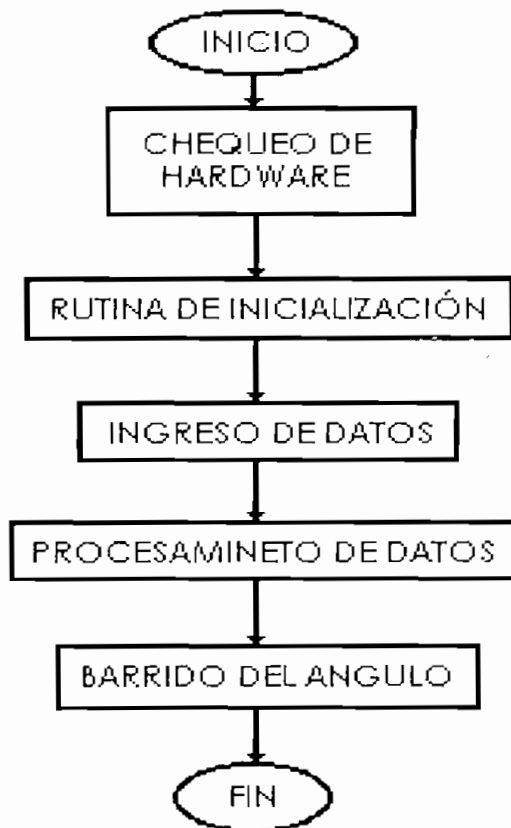 INICIO
CHEQUEO DE
HARDWARE
RUTINA DE INICIALIZACIÓN
INGRESO DE DATOS
PROCESAMINETO DE DATOS
BARRIDO DEL ANGULO
FIN